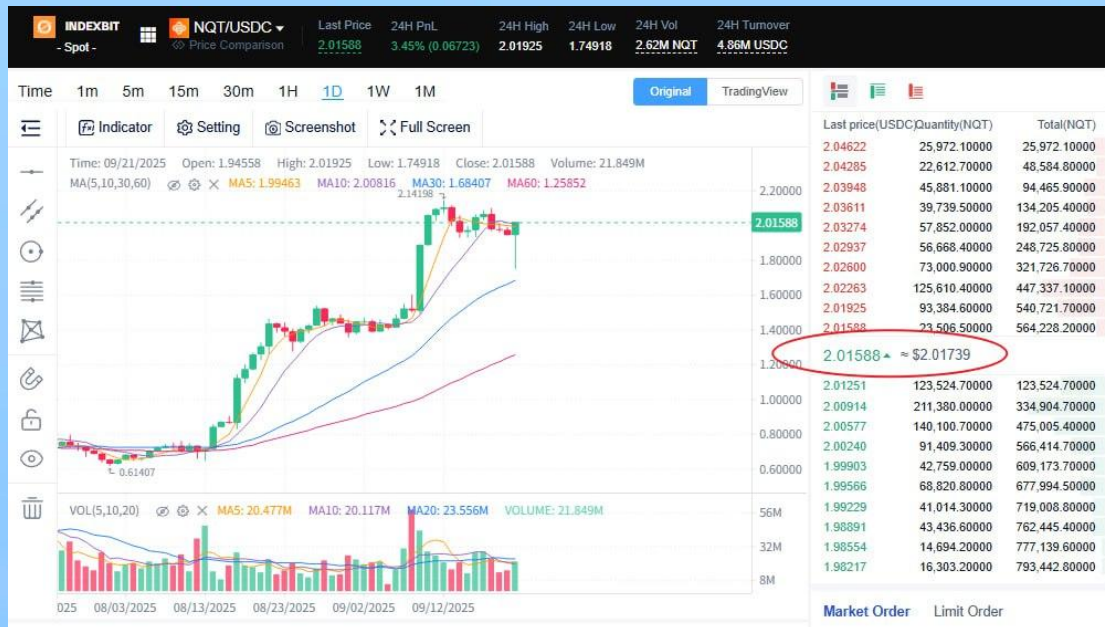 INDEXBIT
- Spot -
NQT/USDC
Price Comparison
Last Price
2.01588
24H PnL
3.45% (0.06723)
24H High
2.01925
24H Low
1.74918
24H Vol
2.62M NQT
24H Turnover
4.86M USDC
Time 1m 5m 15m 30m 1H 1D 1W 1M
Original TradingView
Indicator Setting Screenshot Full Screen
Time: 09/21/2025 Open: 1.94558 High: 2.01925 Low: 1.74918 Close: 2.01588 Volume: 21.849M
MA(5,10,30,60) MA5: 1.99463 MA10: 2.00816 MA30: 1.68407 MA60: 1.25852
2.14198
0.61407
2.20000
2.01588
1.80000
1.60000
1.40000
1.20000
1.00000
0.80000
0.60000
VOL(5,10,20) MA5: 20.477M MA10: 20.117M MA20: 23.556M VOLUME: 21.849M
56M
32M
8M
025 08/03/2025 08/13/2025 08/23/2025 09/02/2025 09/12/2025
Last price(USDC) Quantity(NQT) Total(NQT)
2.04622 25,972.10000 25,972.10000
2.04285 22,612.70000 48,584.80000
2.03948 45,881.10000 94,465.90000
2.03611 39,739.50000 134,205.40000
2.03274 57,852.00000 192,057.40000
2.02937 56,668.40000 248,725.80000
2.02600 73,000.90000 321,726.70000
2.02263 125,610.40000 447,337.10000
2.01925 93,384.60000 540,721.70000
2.01588 23,506.50000 564,228.20000
2.01588 ≈ $2.01739
2.01251 123,524.70000 123,524.70000
2.00914 211,380.00000 334,904.70000
2.00577 140,100.70000 475,005.40000
2.00240 91,409.30000 566,414.70000
1.99903 42,759.00000 609,173.70000
1.99566 68,820.80000 677,994.50000
1.99229 41,014.30000 719,008.80000
1.98891 43,436.60000 762,445.40000
1.98554 14,694.20000 777,139.60000
1.98217 16,303.20000 793,442.80000
Market Order Limit Order